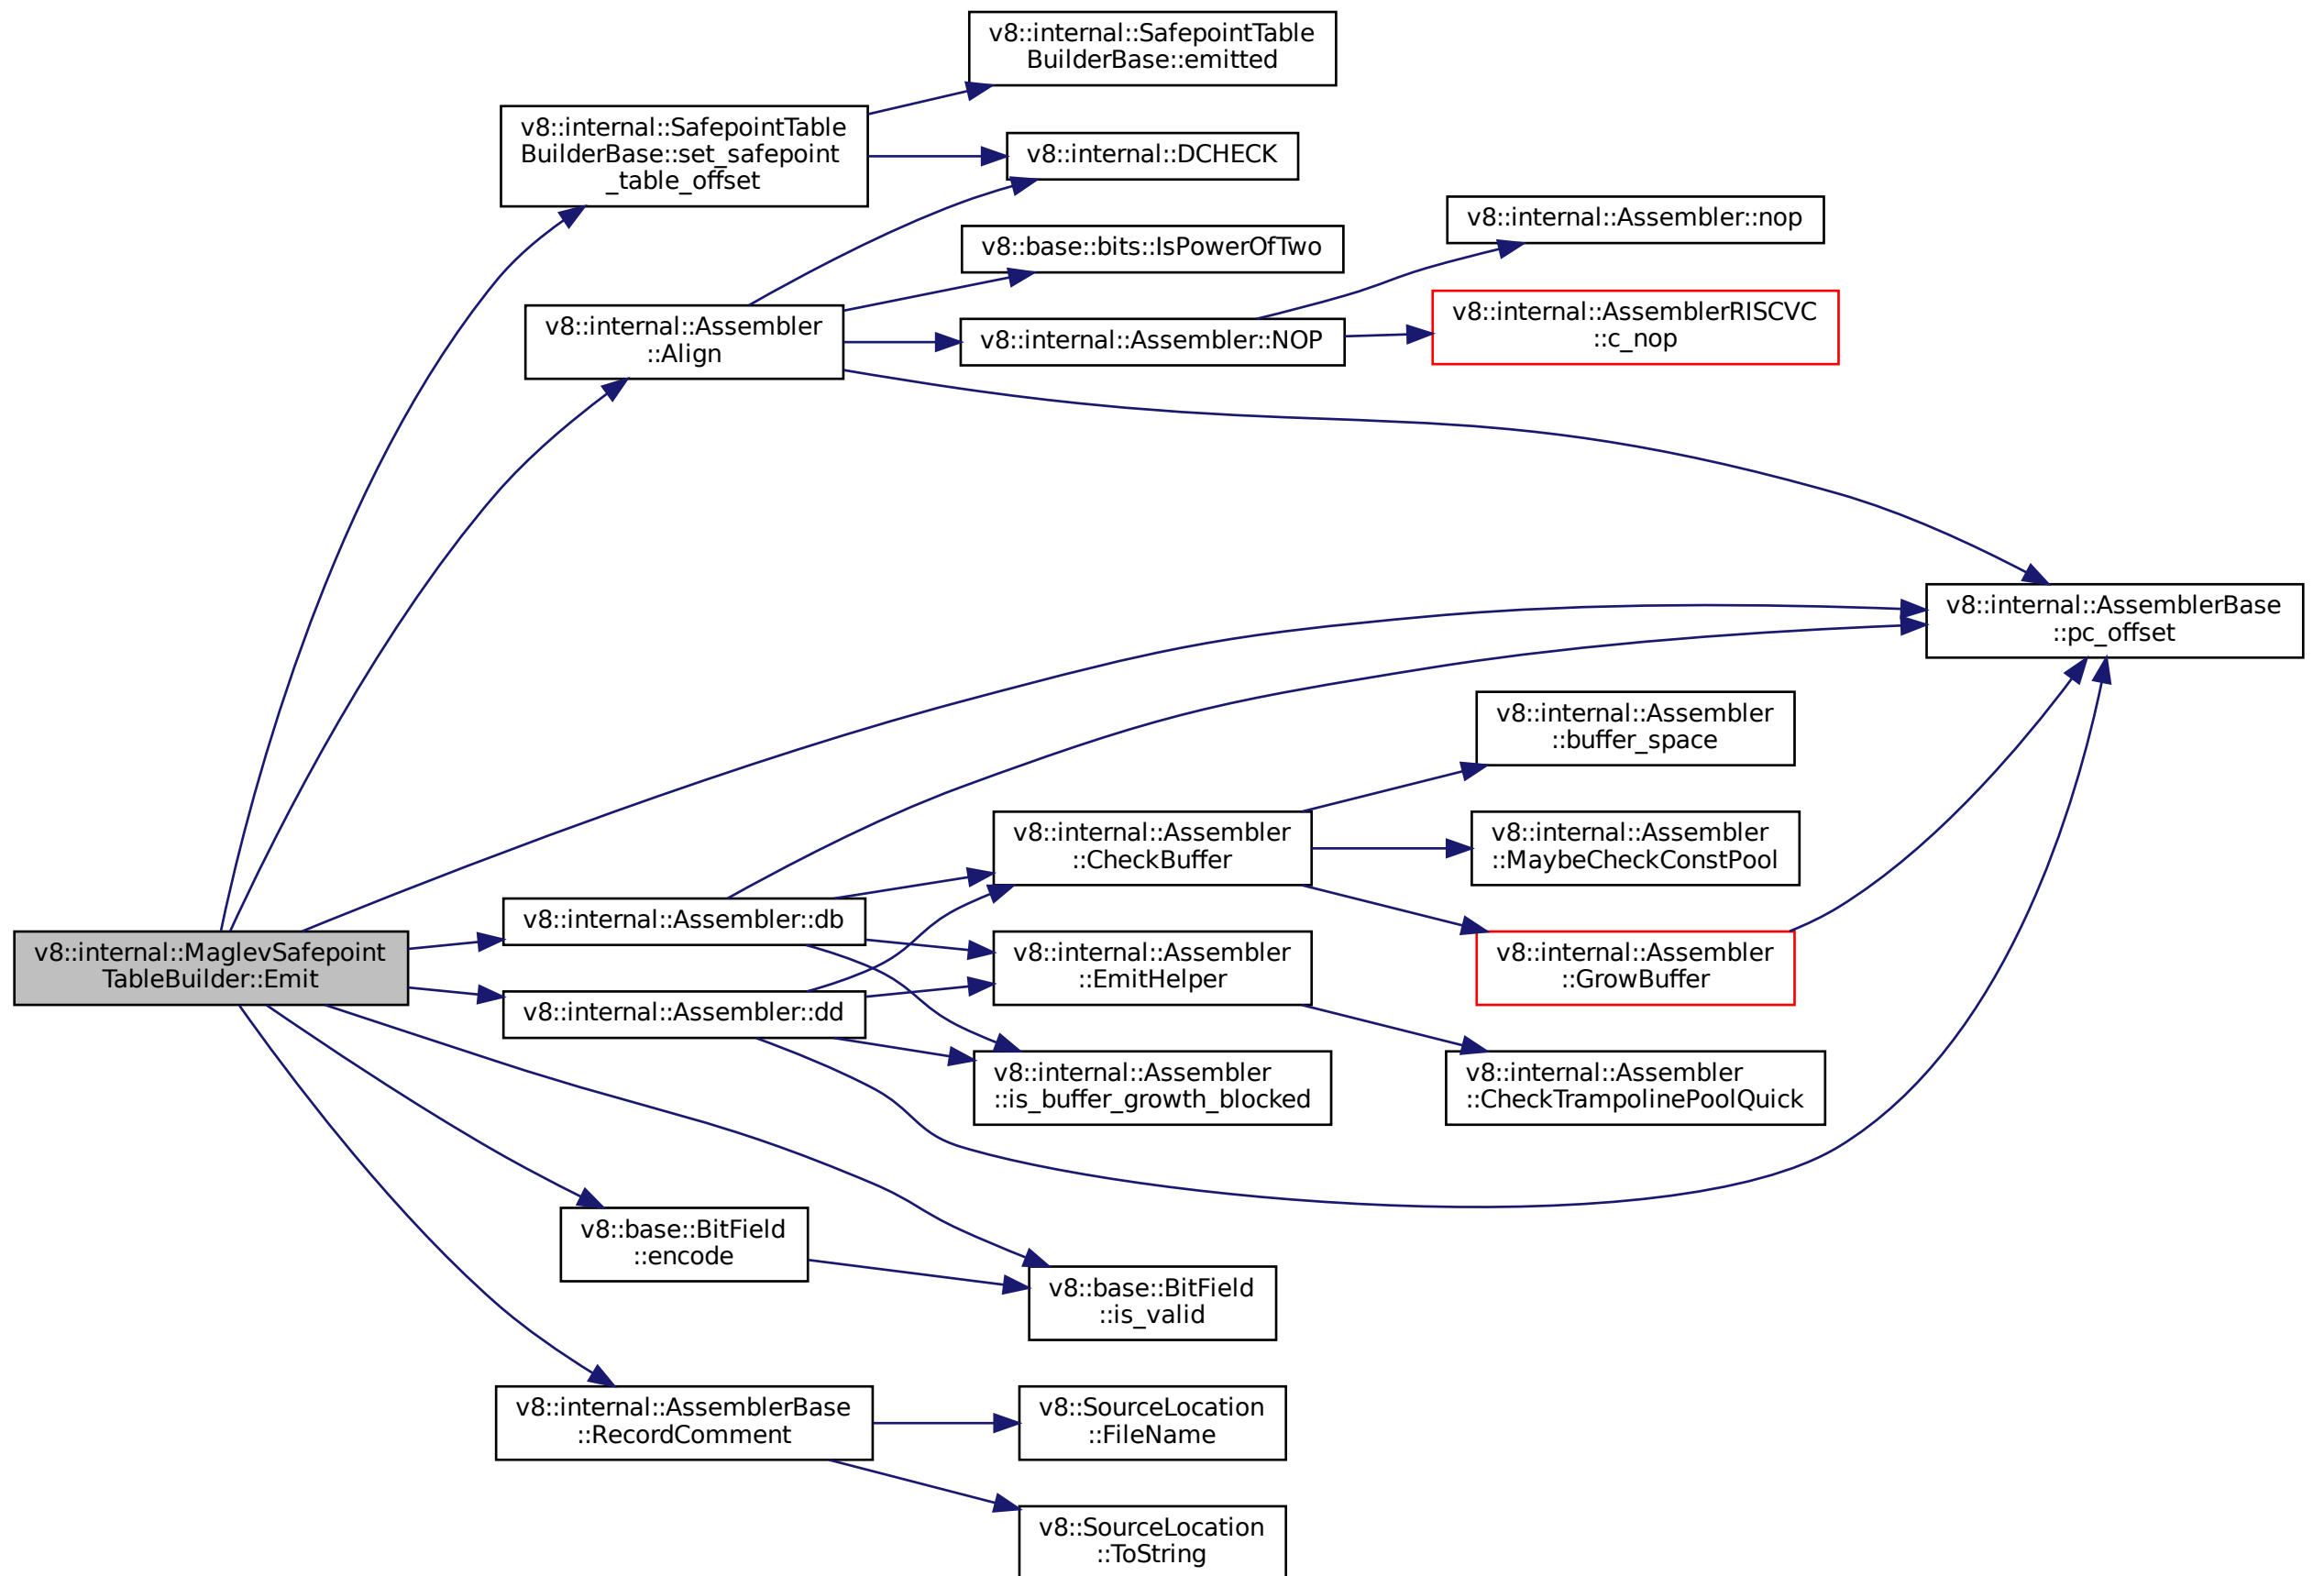 v8::internal::SafepointTable
BuilderBase::emitted
v8::internal::SafepointTable
BuilderBase::set_safepoint
_table_offset
v8::internal::DCHECK
v8::internal::Assembler::nop
v8::base::bits::IsPowerOfTwo
v8::internal::AssemblerRISCVC
::c_nop
v8::internal::Assembler
::Align
v8::internal::Assembler::NOP
v8::internal::AssemblerBase
::pc_offset
v8::internal::Assembler
::buffer_space
v8::internal::Assembler
::CheckBuffer
v8::internal::Assembler
::MaybeCheckConstPool
v8::internal::Assembler::db
v8::internal::MaglevSafepoint
TableBuilder::Emit
v8::internal::Assembler
::EmitHelper
v8::internal::Assembler
::GrowBuffer
v8::internal::Assembler::dd
v8::internal::Assembler
::is_buffer_growth_blocked
v8::internal::Assembler
::CheckTrampolinePoolQuick
v8::base::BitField
::encode
v8::base::BitField
::is_valid
v8::internal::AssemblerBase
::RecordComment
v8::SourceLocation
::FileName
v8::SourceLocation
::ToString